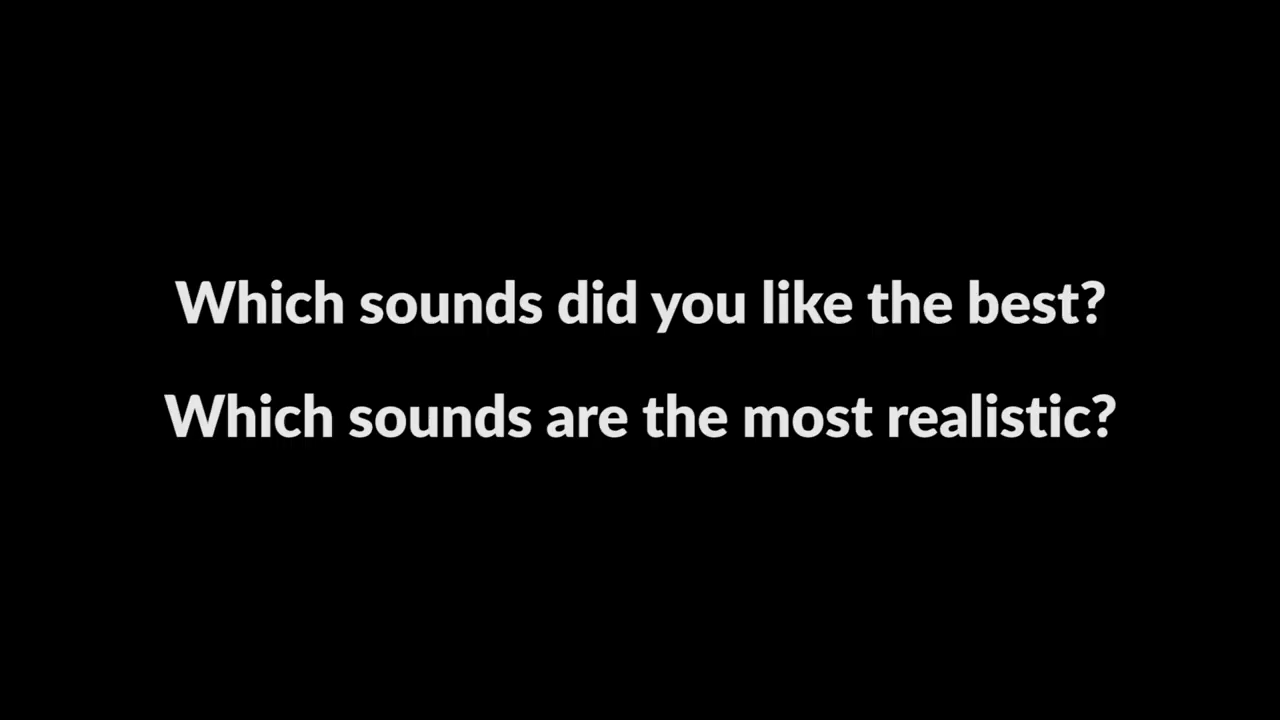 Which sounds did you like the best?
Which sounds are the most realistic?